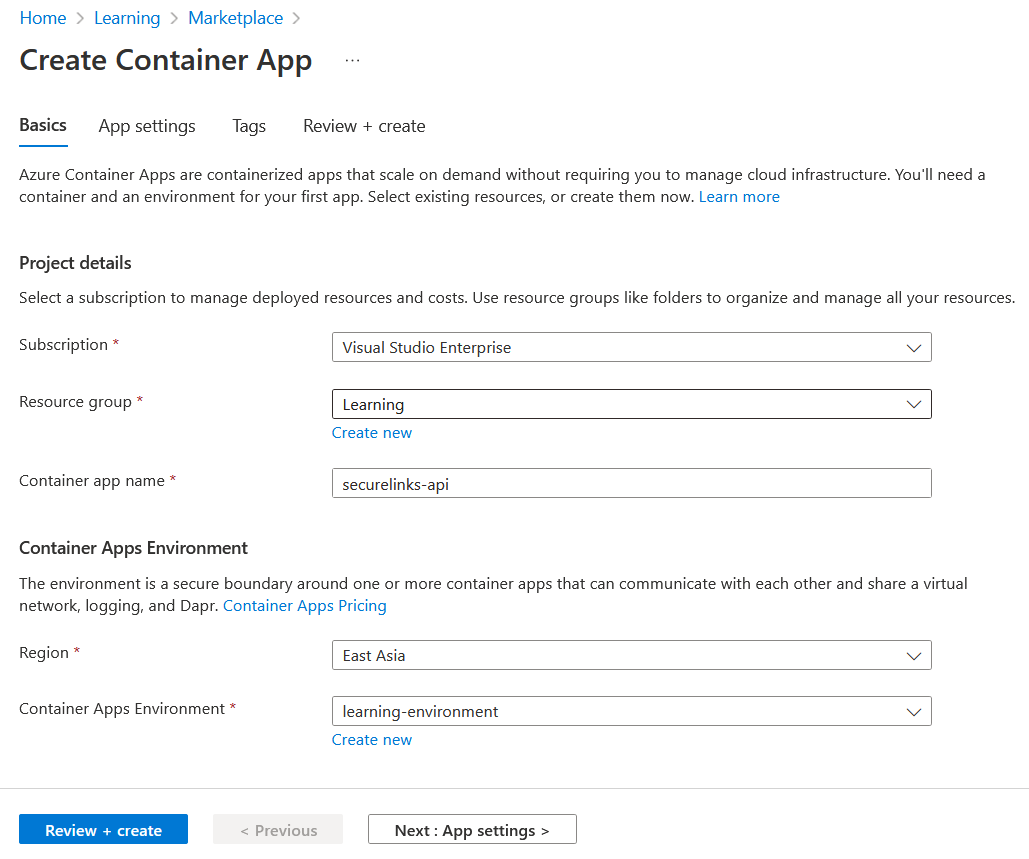 Home > Learning > Marketplace >
Create Container App ...
Basics App settings Tags Review + create
Azure Container Apps are containerized apps that scale on demand without requiring you to manage cloud infrastructure. You'll need a
container and an environment for your first app. Select existing resources, or create them now. Learn more
Project details
Select a subscription to manage deployed resources and costs. Use resource groups like folders to organize and manage all your resources.
Subscription * Visual Studio Enterprise
Resource group * Learning
Create new
Container app name * securelinks-api
Container Apps Environment
The environment is a secure boundary around one or more container apps that can communicate with each other and share a virtual
network, logging, and Dapr. Container Apps Pricing
Region * East Asia
Container Apps Environment * learning-environment
Create new
Review + create < Previous Next : App settings >